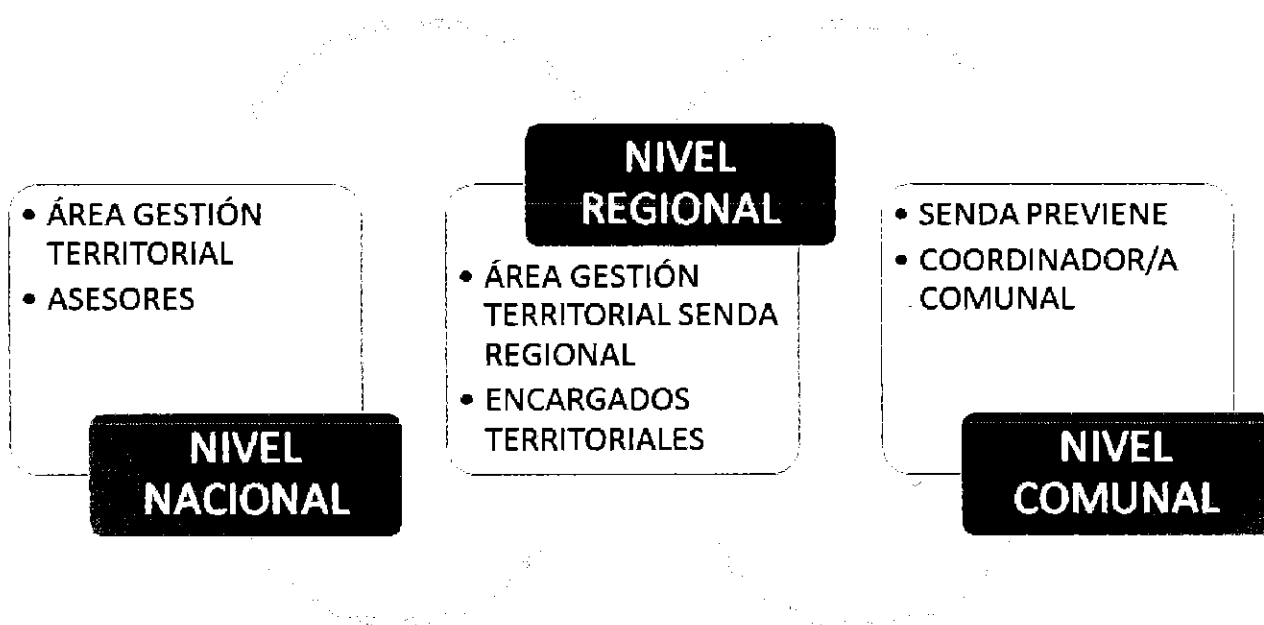 • ÁREA GESTIÓN
TERRITORIAL
• ASESORES
NIVEL
NACIONAL
NIVEL
REGIONAL
• ÁREA GESTIÓN
TERRITORIAL SENDA
REGIONAL
• ENCARGADOS
TERRITORIALES
• SENDA PREVIENE
• COORDINADOR/A
COMUNAL
NIVEL
COMUNAL